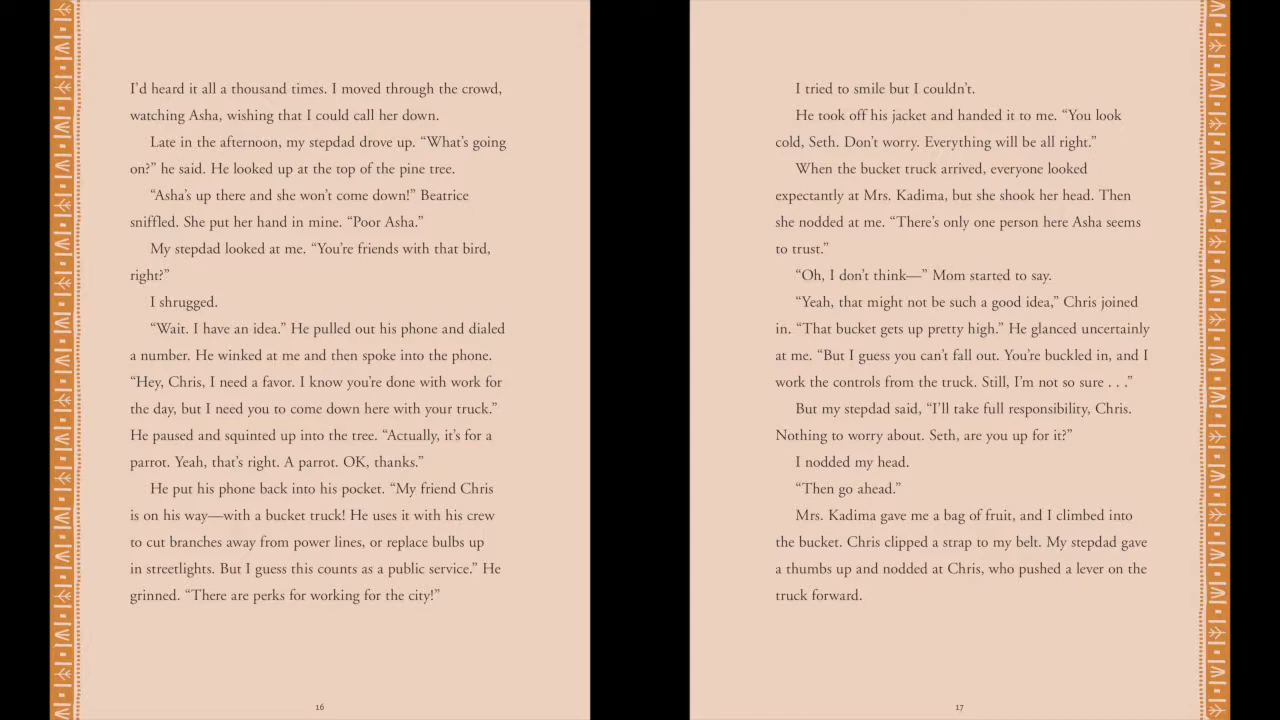 I'd heard it all a thousand times. I moved through the crowd,
watching Asha, wishing that I could call her down.
Late in the afternoon, my stepdad drove up. "What's going
on?" he said. He looked up at the top of the pine tree.
"Asha's up there and she won't come down!" Beatrice
sniffed. She put her hand in mine. "Poor Asha!"
My stepdad looked at me. "You're friends with that bird,
right?"
I shrugged.
"Wait. I have an idea." He pulled out his phone and dialed
a number. He winked at me and then spoke into the phone.
"Hey, Chris, I need a favor. I know you're done with work for
the day, but I need you to come out here with your truck."
He paused and squinted up into the tree. "Actually, it's for a
parrot. Yeah, that's right. A parrot. OK, thanks."
He put his phone back into his pocket. "My friend Chris
is on his way—with a bucket truck he uses it for his crews
to cut branches away from power lines, or replace bulbs up
in streetlights. But I guess this counts as a public service." He
grinned. "There are perks for working for the city!"
16
I tried to smile but I couldn't.
He took off his jacket and handed it to me. "You look
cold, Seth. Don't worry. Everything will be all right."
When the bucket truck arrived, everyone looked
expectantly at Mrs. Kapoor, but she shook her head. Then
she nodded at me. "There's only one person here Asha seems
to trust."
"Oh, I don't think—" Mom started to say.
"Yeah, that might not be such a good idea," Chris joined
in. "That bucket gets up pretty high." He glanced uncertainly
at me. "But I guess you can't fall out. You're buckled in, and I
work the controls from the truck. Still, I'm not so sure . . ."
But my stepdad said, "I'll take full responsibility, Chris.
Nothing to worry about. Seth, are you up for it?"
I nodded my head.
"Then go ahead."
Mrs. Kapoor gave me a bag of fruit, and I climbed into
the bucket. Chris clipped a strap to my belt. My stepdad gave
a thumbs up and nodded at Chris, who pushed a lever on the
truck forward.